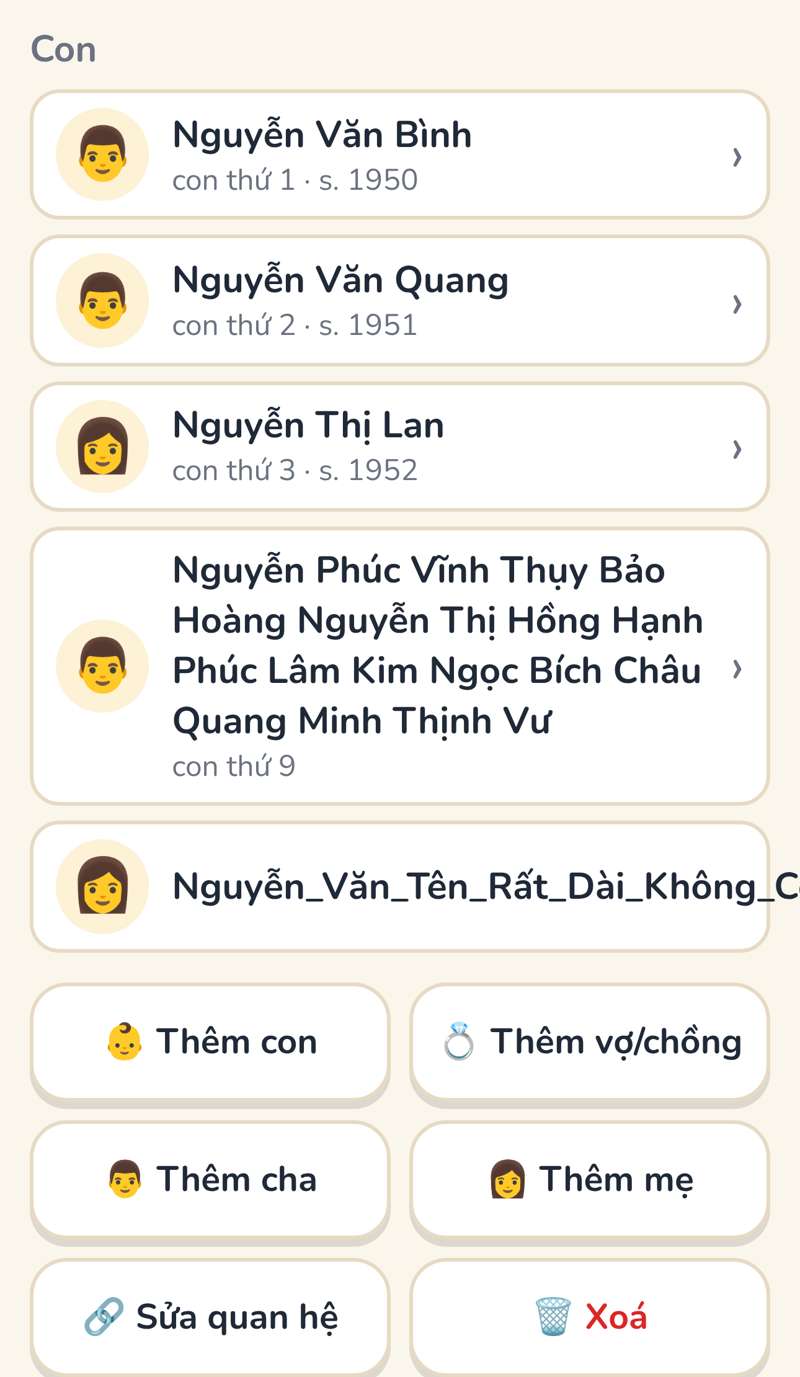 Con
Nguyễn Văn Bình
con thứ 1 · s. 1950
Nguyễn Văn Quang
con thứ 2 · s. 1951
Nguyễn Thị Lan
con thứ 3 · s. 1952
Nguyễn Phúc Vĩnh Thụy Bảo
Hoàng Nguyễn Thị Hồng Hạnh
Phúc Lâm Kim Ngọc Bích Châu
Quang Minh Thịnh Vư
con thứ 9
Nguyễn_Văn_Tên_Rất_Dài_Không_C
Thêm con
Thêm vợ/chồng
Thêm cha
Thêm mẹ
Sửa quan hệ
Xoá